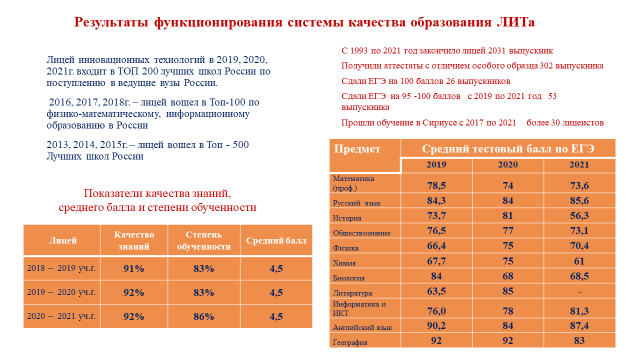 Результаты функционирования системы качества образования ЛИТа
Лицей инновационных технологий в 2019, 2020,
2021г. входит в ТОП 200 лучших школ России по
поступлению в ведущие вузы России.
2016, 2017, 2018г. – лицей вошел в Топ-100 по
физико-математическому, информационному
образованию в России
2013, 2014, 2015г. – лицей вошел в Топ - 500
Лучших школ России
Показатели качества знаний,
среднего балла и степени обученности
Лицей Качество знаний Степень обученности Средний балл
2018 – 2019 уч.г. 91% 83% 4,5
2019 – 2020 уч.г. 92% 83% 4,5
2020 – 2021 уч.г. 92% 86% 4,5
С 1993 по 2021 год закончило лицей 2031 выпускник
Получили аттестаты с отличием особого образца 302 выпускника
Сдали ЕГЭ на 100 баллов 26 выпускников
Сдали ЕГЭ на 95 -100 баллов с 2019 по 2021 год 53
выпускника
Прошли обучение в Сириусе с 2017 по 2021 более 30 лицеистов
Предмет Средний тестовый балл по ЕГЭ
2019 2020 2021
Математика (проф.) 78,5 74 73,6
Русский язык 84,3 84 85,6
История 73,7 81 56,3
Обществознание 76,5 77 73,1
Физика 66,4 75 70,4
Химия 67,7 75 61
Биология 84 68 68,5
Литература 63,5 85 -
Информатика и ИКТ 76,0 78 81,3
Английский язык 90,2 84 87,4
География 92 92 83